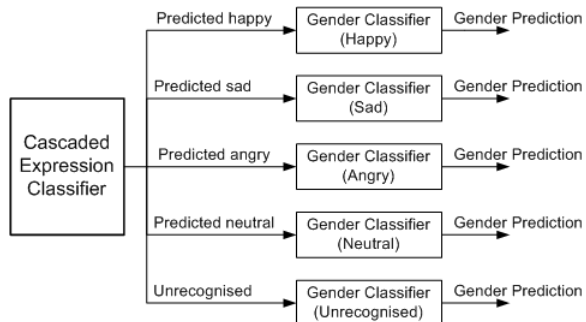 Predicted happy
Gender Classifier
(Happy)
Gender Prediction
Predicted sad
Gender Classifier
(Sad)
Gender Prediction
Cascaded
Expression
Classifier
Predicted angry
Gender Classifier
(Angry)
Gender Prediction
Predicted neutral
Gender Classifier
(Neutral)
Gender Prediction
Unrecognised
Gender Classifier
(Unrecognised)
Gender Prediction